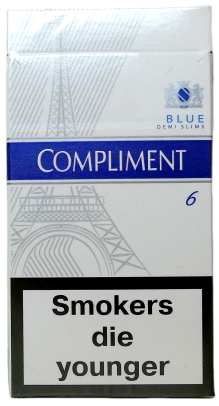 BLUE
DEMI SLIMS
COMPLIMENT
6
Smokers
die
younger